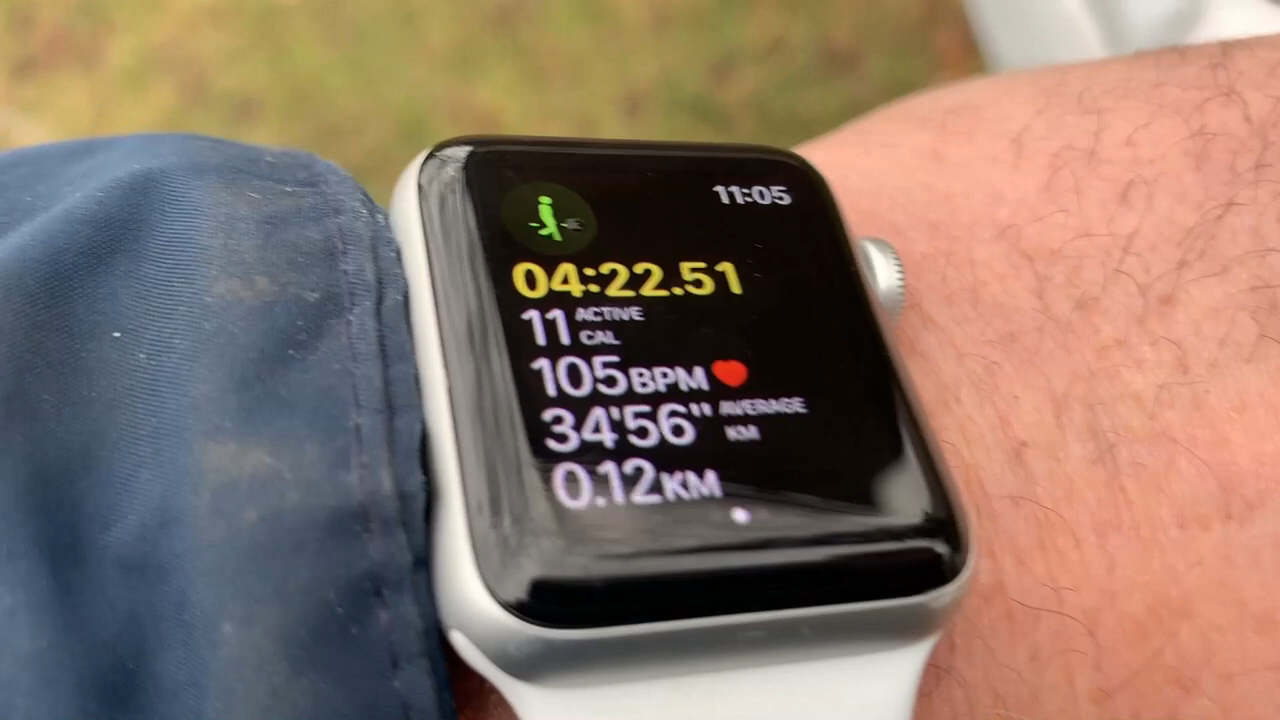 11:05
04:22.51
11 ACTIVE CAL
105BPM
34'56" AVERAGE KM
0.12KM